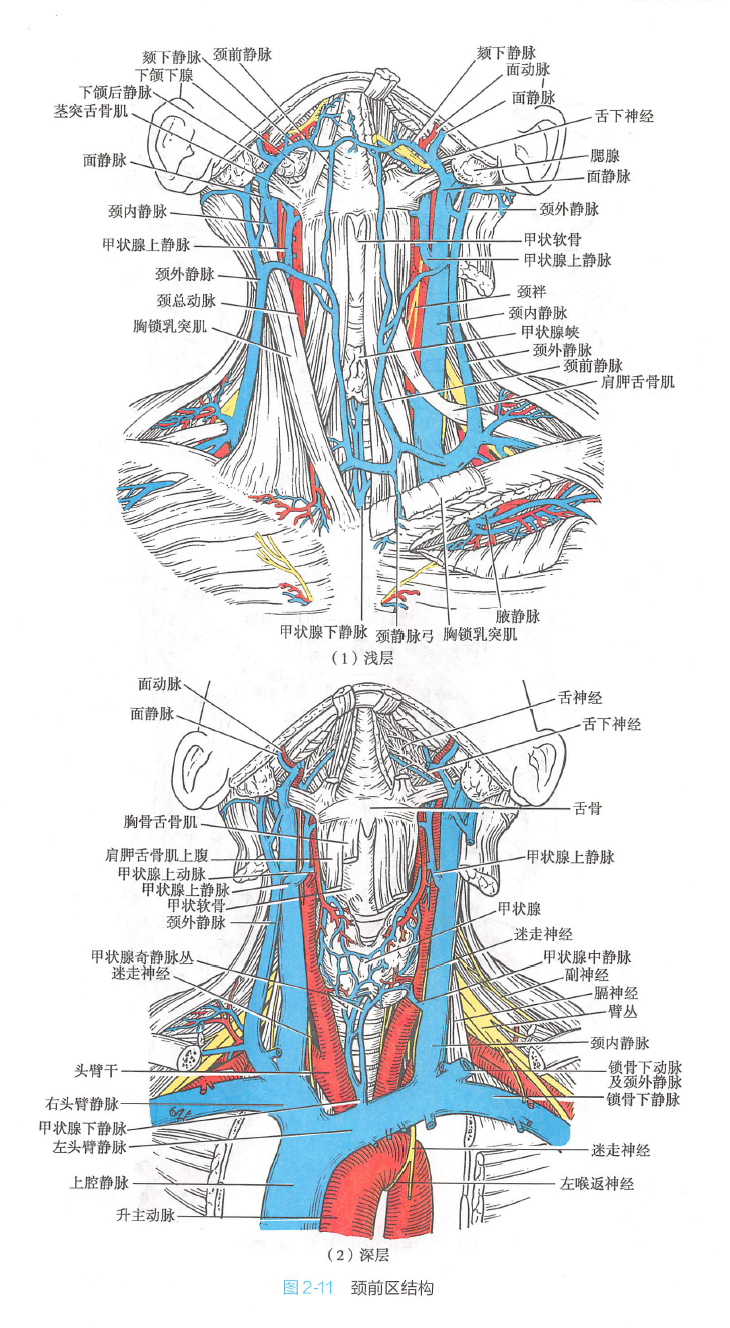 颏下静脉
颈前静脉
下颌下腺
下颌后静脉
茎突舌骨肌
面静脉
颈内静脉
甲状腺上静脉
颈外静脉
颈总动脉
胸锁乳突肌
颏下静脉
面动脉
面静脉
舌下神经
腮腺
面静脉
颈外静脉
甲状软骨
甲状腺上静脉
颈袢
颈内静脉
甲状腺峡
颈外静脉
颈前静脉
肩胛舌骨肌
腋静脉
甲状腺下静脉
颈静脉弓
胸锁乳突肌
(1)浅层
面动脉
面静脉
胸骨舌骨肌
肩胛舌骨肌上腹
甲状腺上动脉
甲状腺上静脉
甲状软骨
颈外静脉
甲状腺奇静脉丛
迷走神经
头臂干
右头臂静脉
甲状腺下静脉
左头臂静脉
上腔静脉
升主动脉
舌神经
舌下神经
舌骨
甲状腺上静脉
甲状腺
迷走神经
甲状腺中静脉
副神经
膈神经
臂丛
颈内静脉
锁骨下动脉
及颈外静脉
锁骨下静脉
迷走神经
左喉返神经
(2)深层
图2-11 颈前区结构